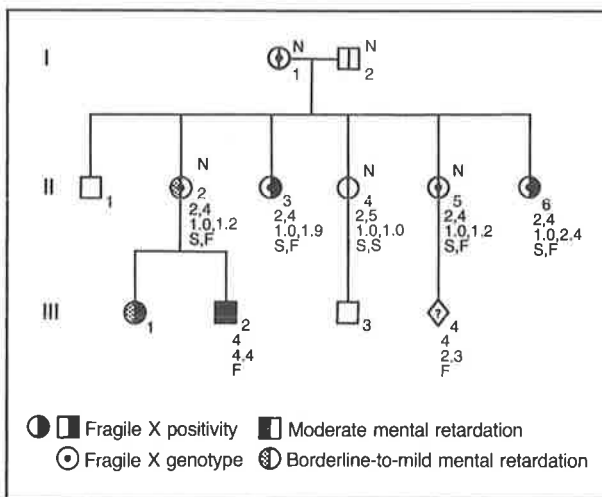 I
N
1
N
2
II
1
N
2
2,4
1.0,1.2
S,F
3
2,4
1.0,1.9
S,F
N
4
2,5
1.0,1.0
S,S
N
5
2,4
1.0,1.2
S,F
6
2,4
1.0,2.4
S,F
III
1
2
4
4,4
F
3
?
4
4
2,3
F
Fragile X positivity
Moderate mental retardation
Fragile X genotype
Borderline-to-mild mental retardation